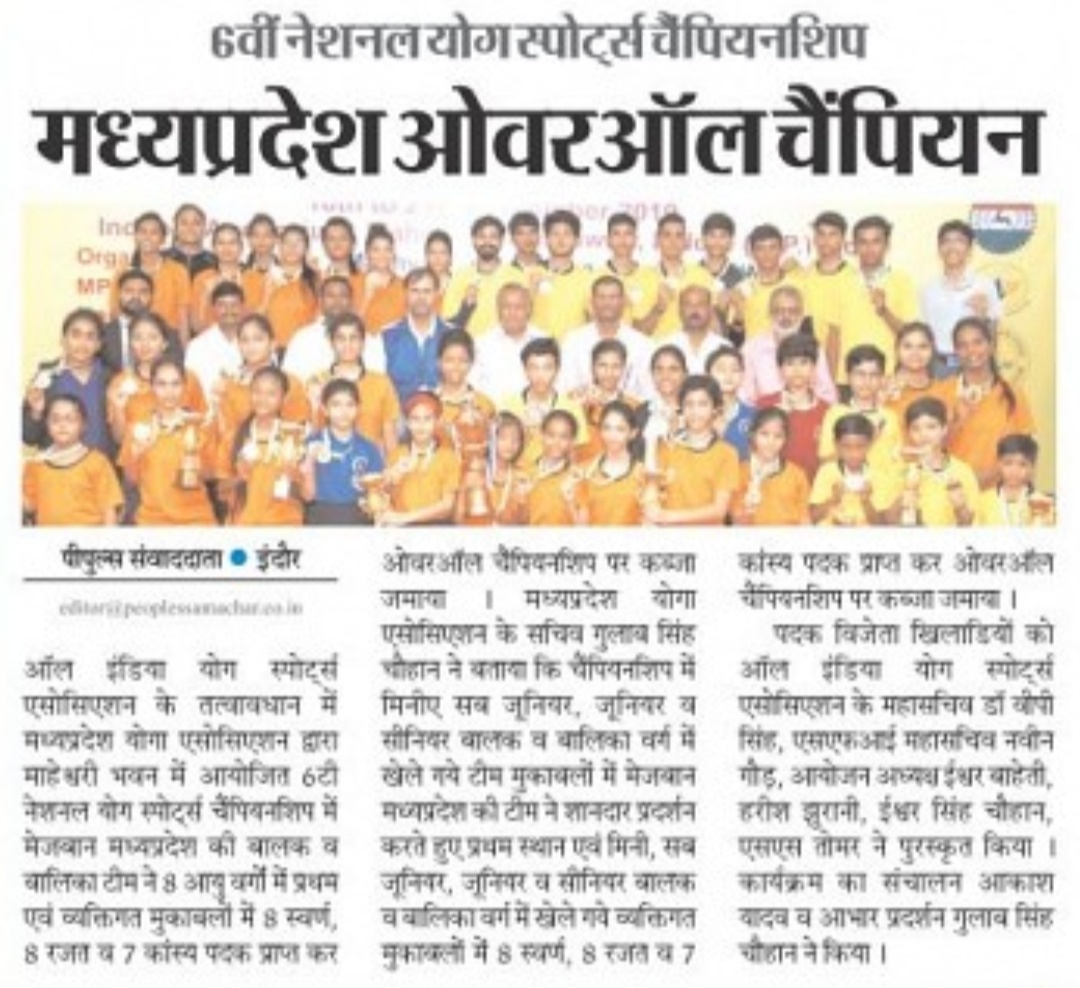 6वीं नेशनल योग स्पोर्ट्स चैंपियनशिप
मध्यप्रदेश ओवरऑल चैंपियन
2019
Organ
MP
पीपुल्स संवाददाता ● इंदौर
editor@peoplessamachar.co.in
ऑल इंडिया योग स्पोर्ट्स
एसोसिएशन के तत्वावधान में
मध्यप्रदेश योगा एसोसिएशन द्वारा
माहेश्वरी भवन में आयोजित 6टी
नेशनल योग स्पोर्ट्स चैंपियनशिप में
मेजबान मध्यप्रदेश की बालक व
बालिका टीम ने 8 आयु वर्गों में प्रथम
एवं व्यक्तिगत मुकाबलों में 8 स्वर्ण,
8 रजत व 7 कांस्य पदक प्राप्त कर
ओवरऑल चैंपियनशिप पर कब्जा
जमाया । मध्यप्रदेश योगा
एसोसिएशन के सचिव गुलाब सिंह
चौहान ने बताया कि चैंपियनशिप में
मिनीए सब जूनियर, जूनियर व
सीनियर बालक व बालिका वर्ग में
खेले गये टीम मुकाबलों में मेजबान
मध्यप्रदेश की टीम ने शानदार प्रदर्शन
करते हुए प्रथम स्थान एवं मिनी, सब
जूनियर, जूनियर व सीनियर बालक
व बालिका वर्ग में खेले गये व्यक्तिगत
मुकाबलों में 8 स्वर्ण, 8 रजत व 7
कांस्य पदक प्राप्त कर ओवरऑल
चैंपियनशिप पर कब्जा जमाया ।
पदक विजेता खिलाडियों को
ऑल इंडिया योग स्पोर्ट्स
एसोसिएशन के महासचिव डॉ वीपी
सिंह, एसएफआई महासचिव नवीन
गौड़, आयोजन अध्यक्ष ईश्वर बाहेती,
हरीश झुरानी, ईश्वर सिंह चौहान,
एसएस तोमर ने पुरस्कृत किया ।
कार्यक्रम का संचालन आकाश
यादव व आभार प्रदर्शन गुलाब सिंह
चौहान ने किया ।